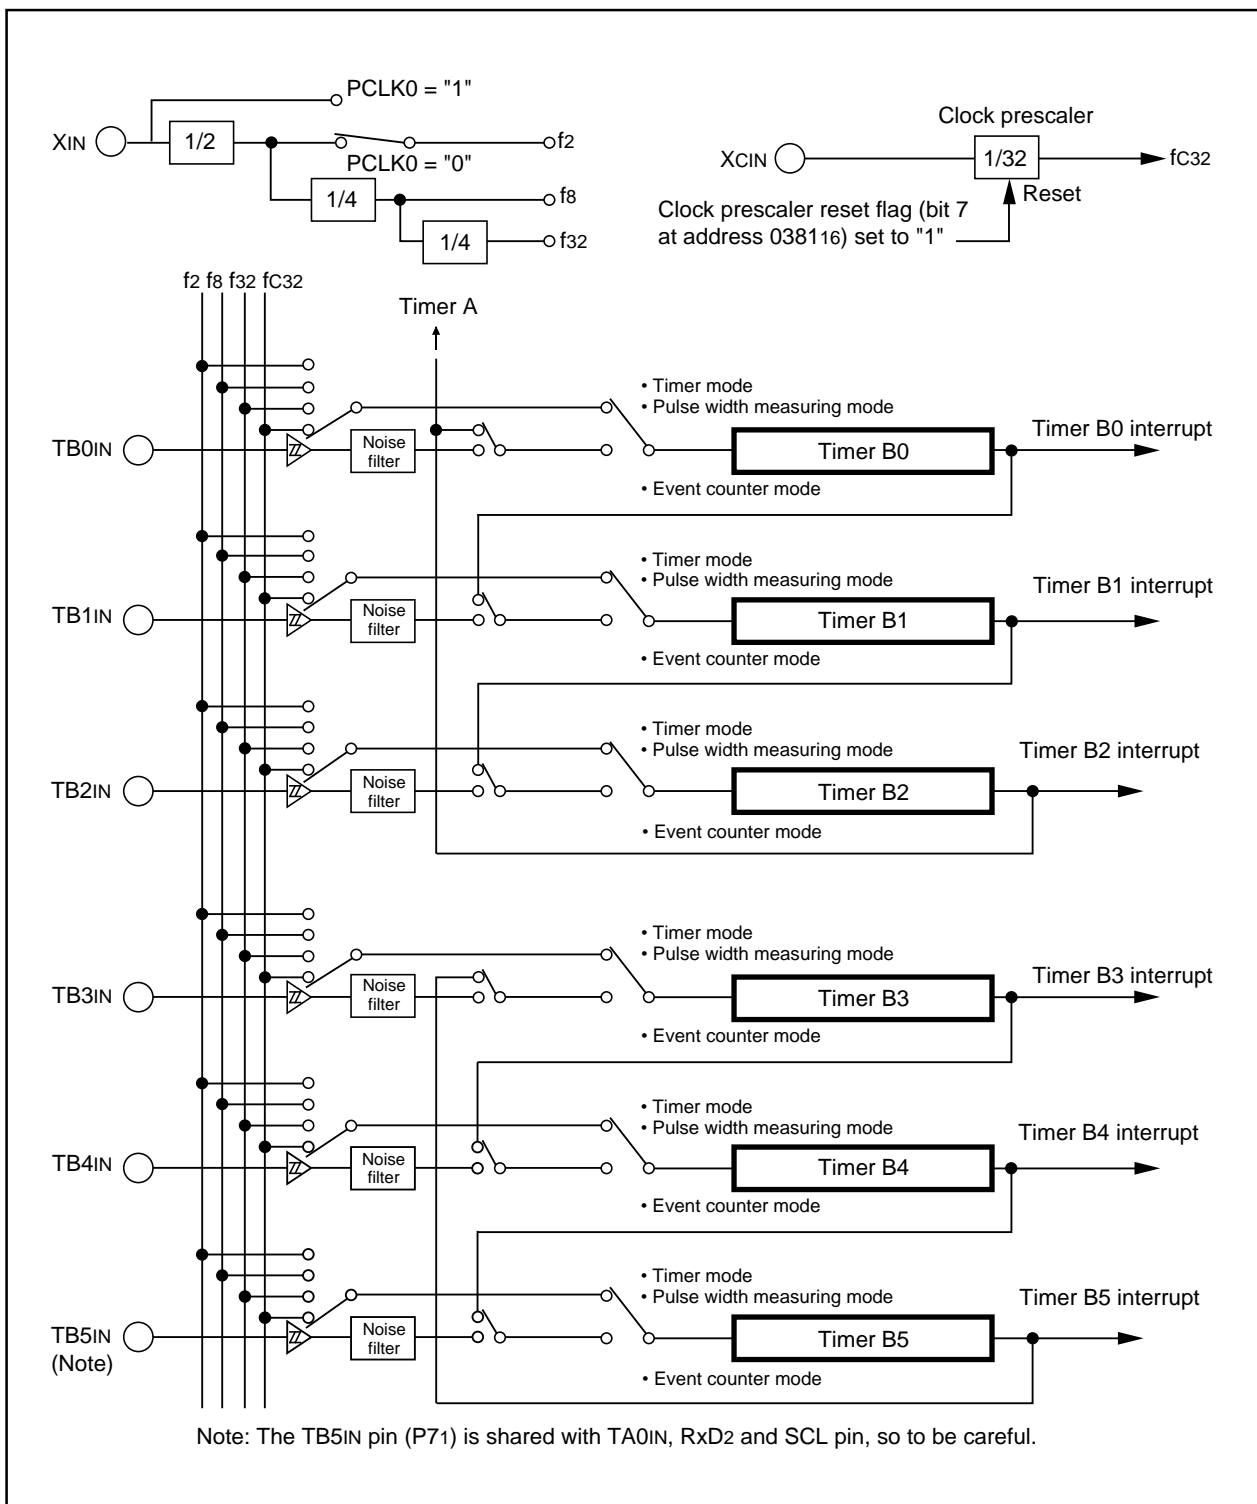 PCLK0 = "1"
XIN
1/2
f2
PCLK0 = "0"
1/4
f8
1/4
f32
Clock prescaler
XCIN
1/32
fC32
Reset
Clock prescaler reset flag (bit 7
at address 038116) set to "1"
f2 f8 f32 fC32
Timer A
• Timer mode
• Pulse width measuring mode
TB0IN
Noise
filter
Timer B0
Timer B0 interrupt
• Event counter mode
• Timer mode
• Pulse width measuring mode
TB1IN
Noise
filter
Timer B1
Timer B1 interrupt
• Event counter mode
• Timer mode
• Pulse width measuring mode
TB2IN
Noise
filter
Timer B2
Timer B2 interrupt
• Event counter mode
• Timer mode
• Pulse width measuring mode
TB3IN
Noise
filter
Timer B3
Timer B3 interrupt
• Event counter mode
• Timer mode
• Pulse width measuring mode
TB4IN
Noise
filter
Timer B4
Timer B4 interrupt
• Event counter mode
• Timer mode
• Pulse width measuring mode
TB5IN
(Note)
Noise
filter
Timer B5
Timer B5 interrupt
• Event counter mode
Note: The TB5IN pin (P71) is shared with TA0IN, RxD2 and SCL pin, so to be careful.